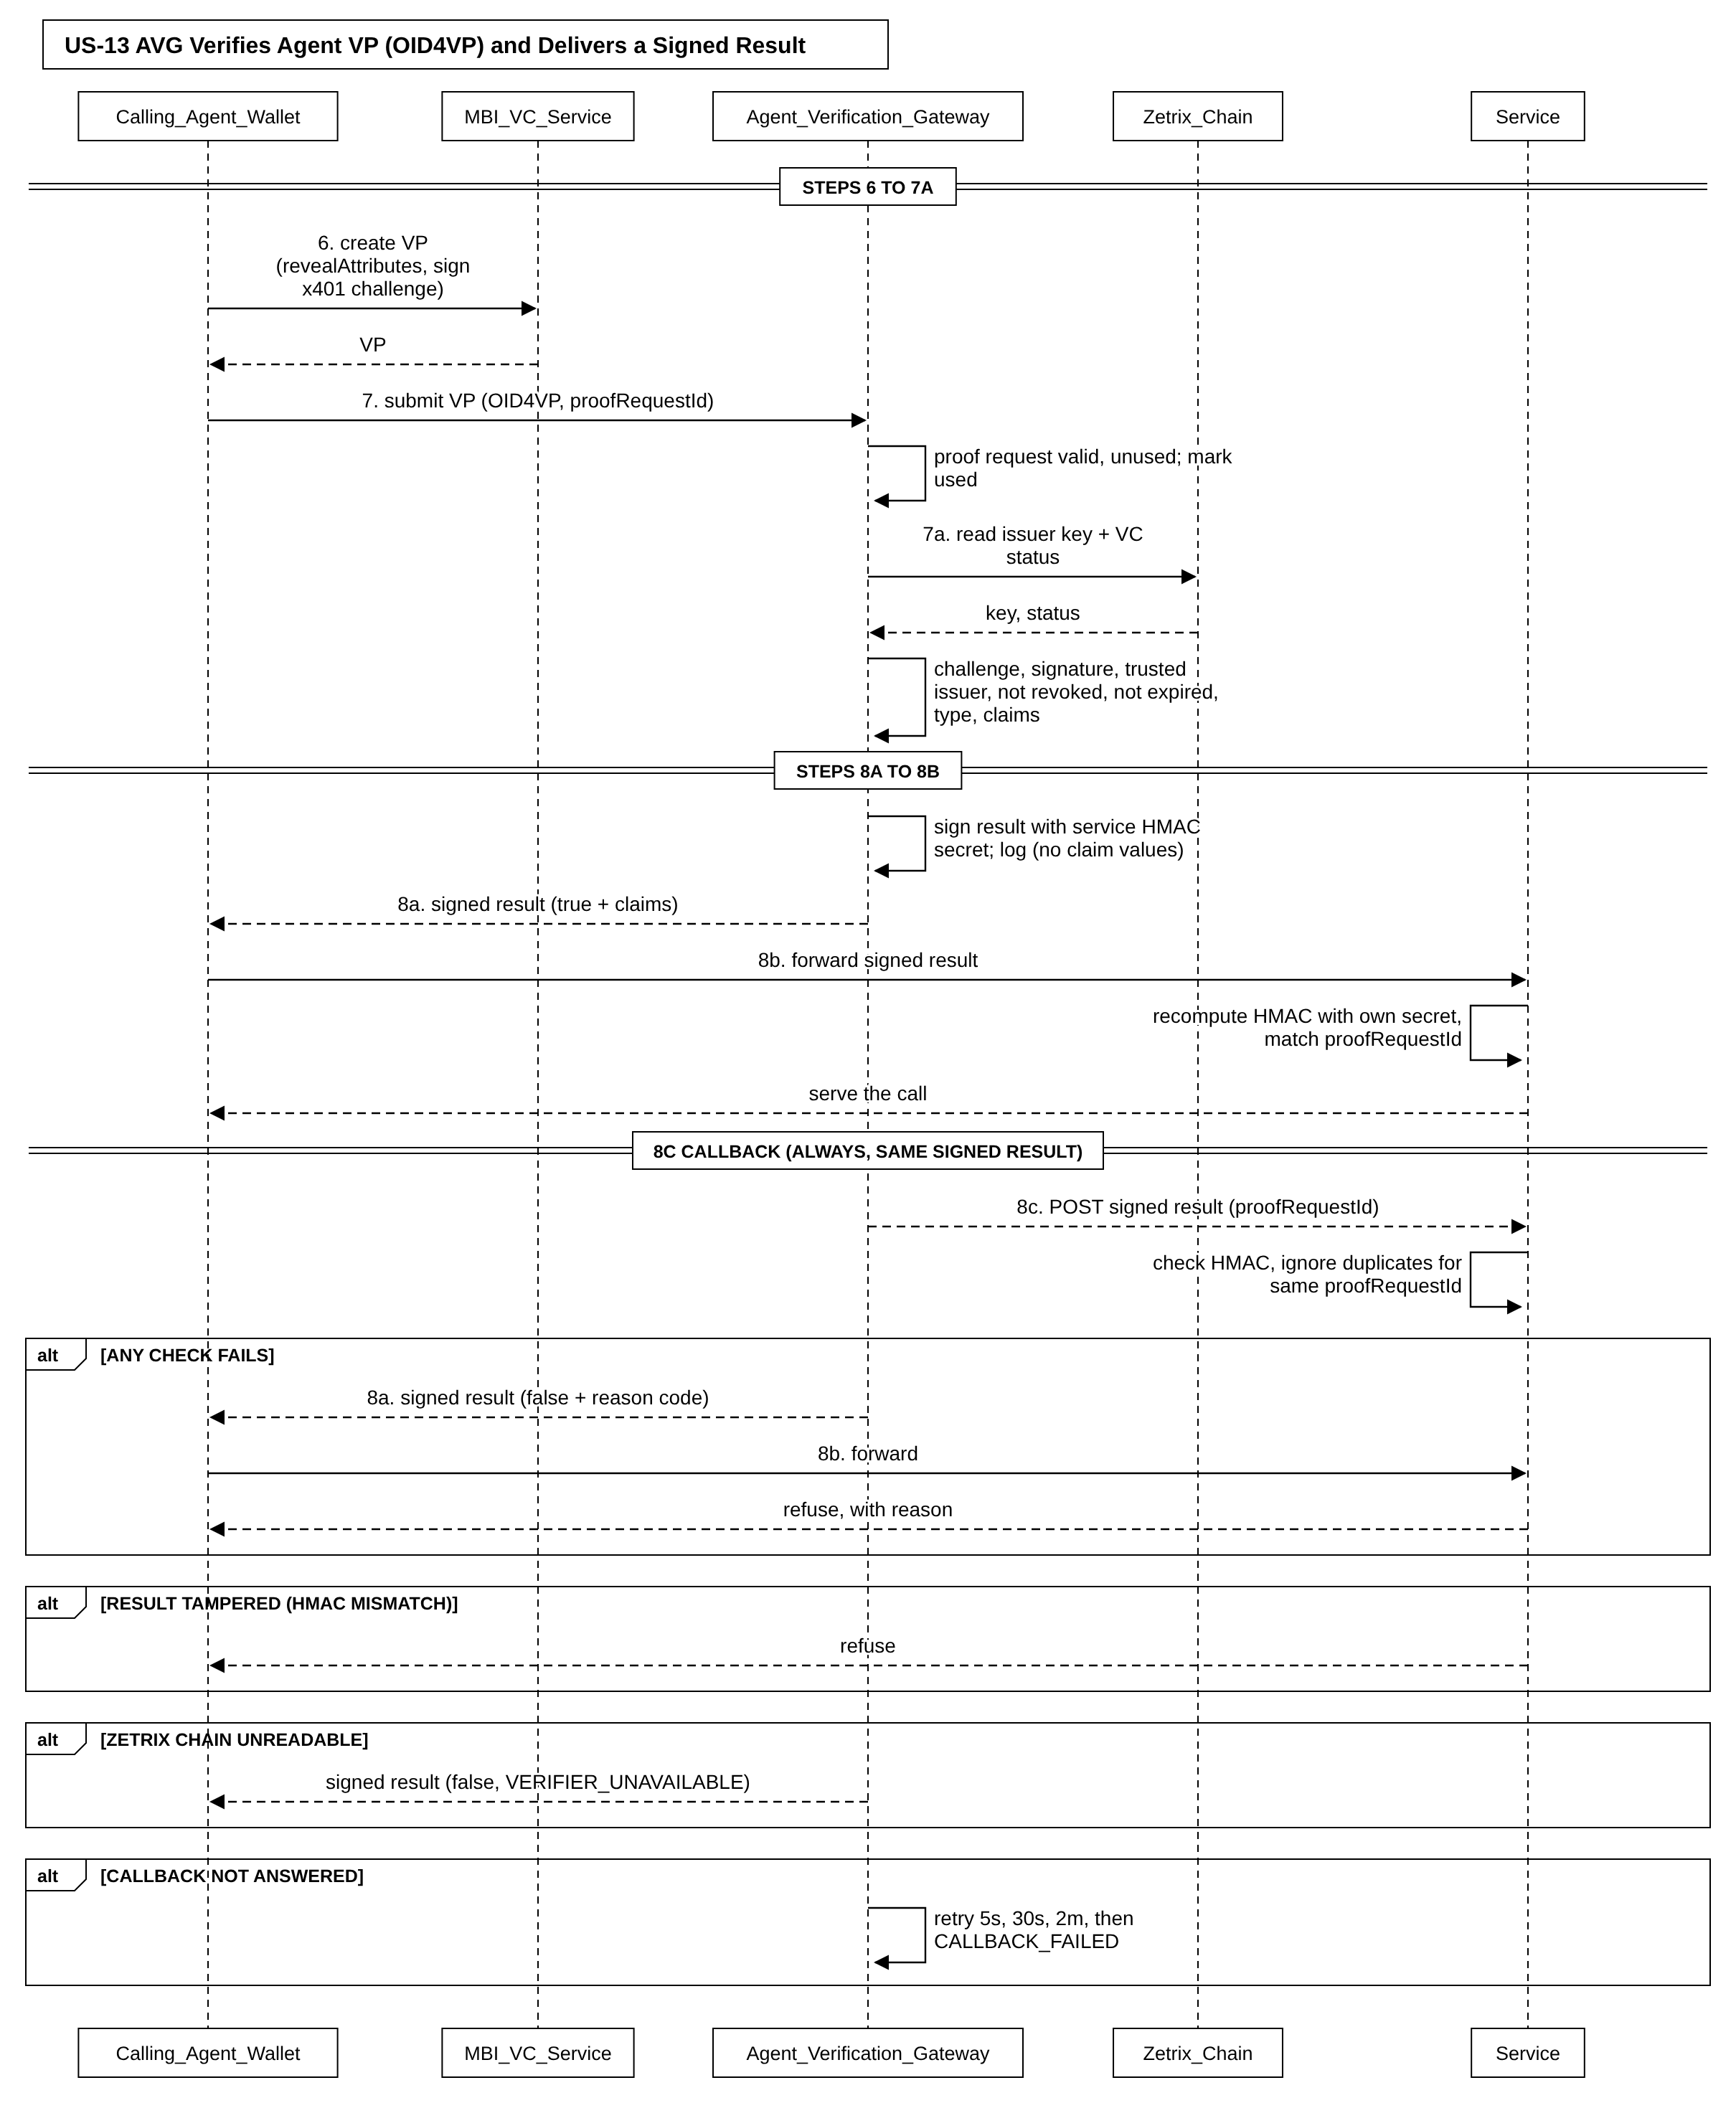 US-13 AVG Verifies Agent VP (OID4VP) and Delivers a Signed Result
Calling_Agent_Wallet
MBI_VC_Service
Agent_Verification_Gateway
Zetrix_Chain
Service
STEPS 6 TO 7A
6. create VP
(revealAttributes, sign
x401 challenge)
VP
7. submit VP (OID4VP, proofRequestId)
proof request valid, unused; mark
used
7a. read issuer key + VC
status
key, status
challenge, signature, trusted
issuer, not revoked, not expired,
type, claims
STEPS 8A TO 8B
sign result with service HMAC
secret; log (no claim values)
8a. signed result (true + claims)
8b. forward signed result
recompute HMAC with own secret,
match proofRequestId
serve the call
8C CALLBACK (ALWAYS, SAME SIGNED RESULT)
8c. POST signed result (proofRequestId)
check HMAC, ignore duplicates for
same proofRequestId
alt [ANY CHECK FAILS]
8a. signed result (false + reason code)
8b. forward
refuse, with reason
alt [RESULT TAMPERED (HMAC MISMATCH)]
refuse
alt [ZETRIX CHAIN UNREADABLE]
signed result (false, VERIFIER_UNAVAILABLE)
alt [CALLBACK NOT ANSWERED]
retry 5s, 30s, 2m, then
CALLBACK_FAILED
Calling_Agent_Wallet
MBI_VC_Service
Agent_Verification_Gateway
Zetrix_Chain
Service